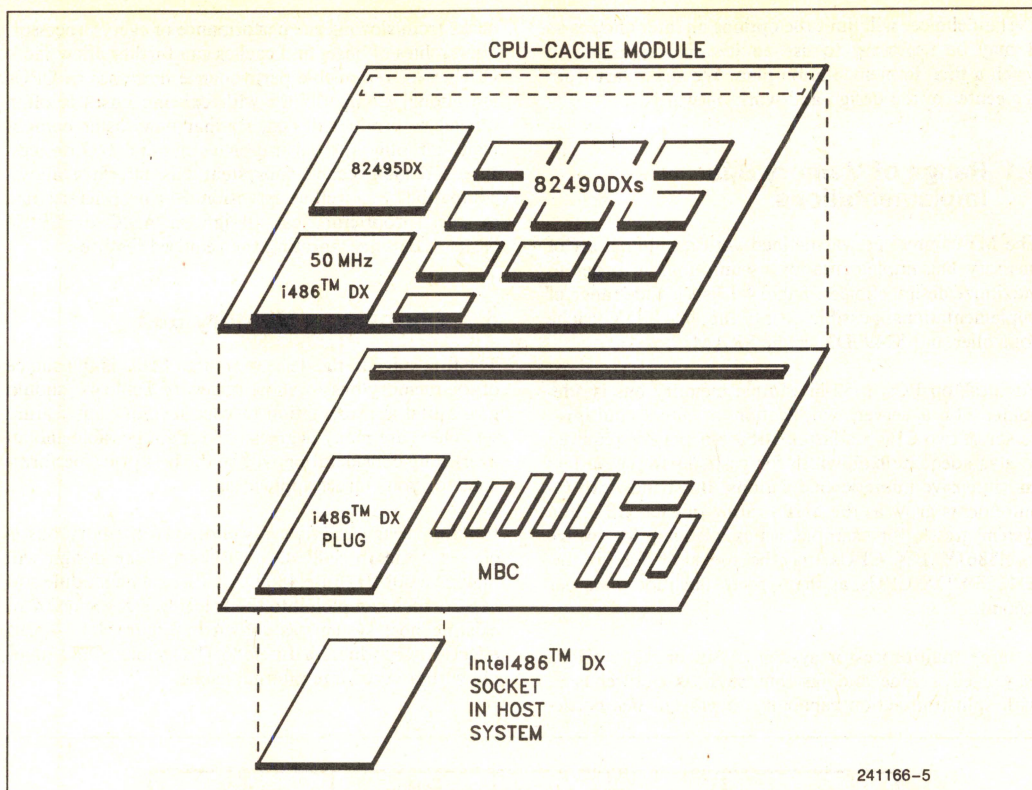 CPU-CACHE MODULE
82495DX
82490DXs
50 MHz
i486™ DX
i486™ DX
PLUG
MBC
Intel486™ DX
SOCKET
IN HOST
SYSTEM
241166-5